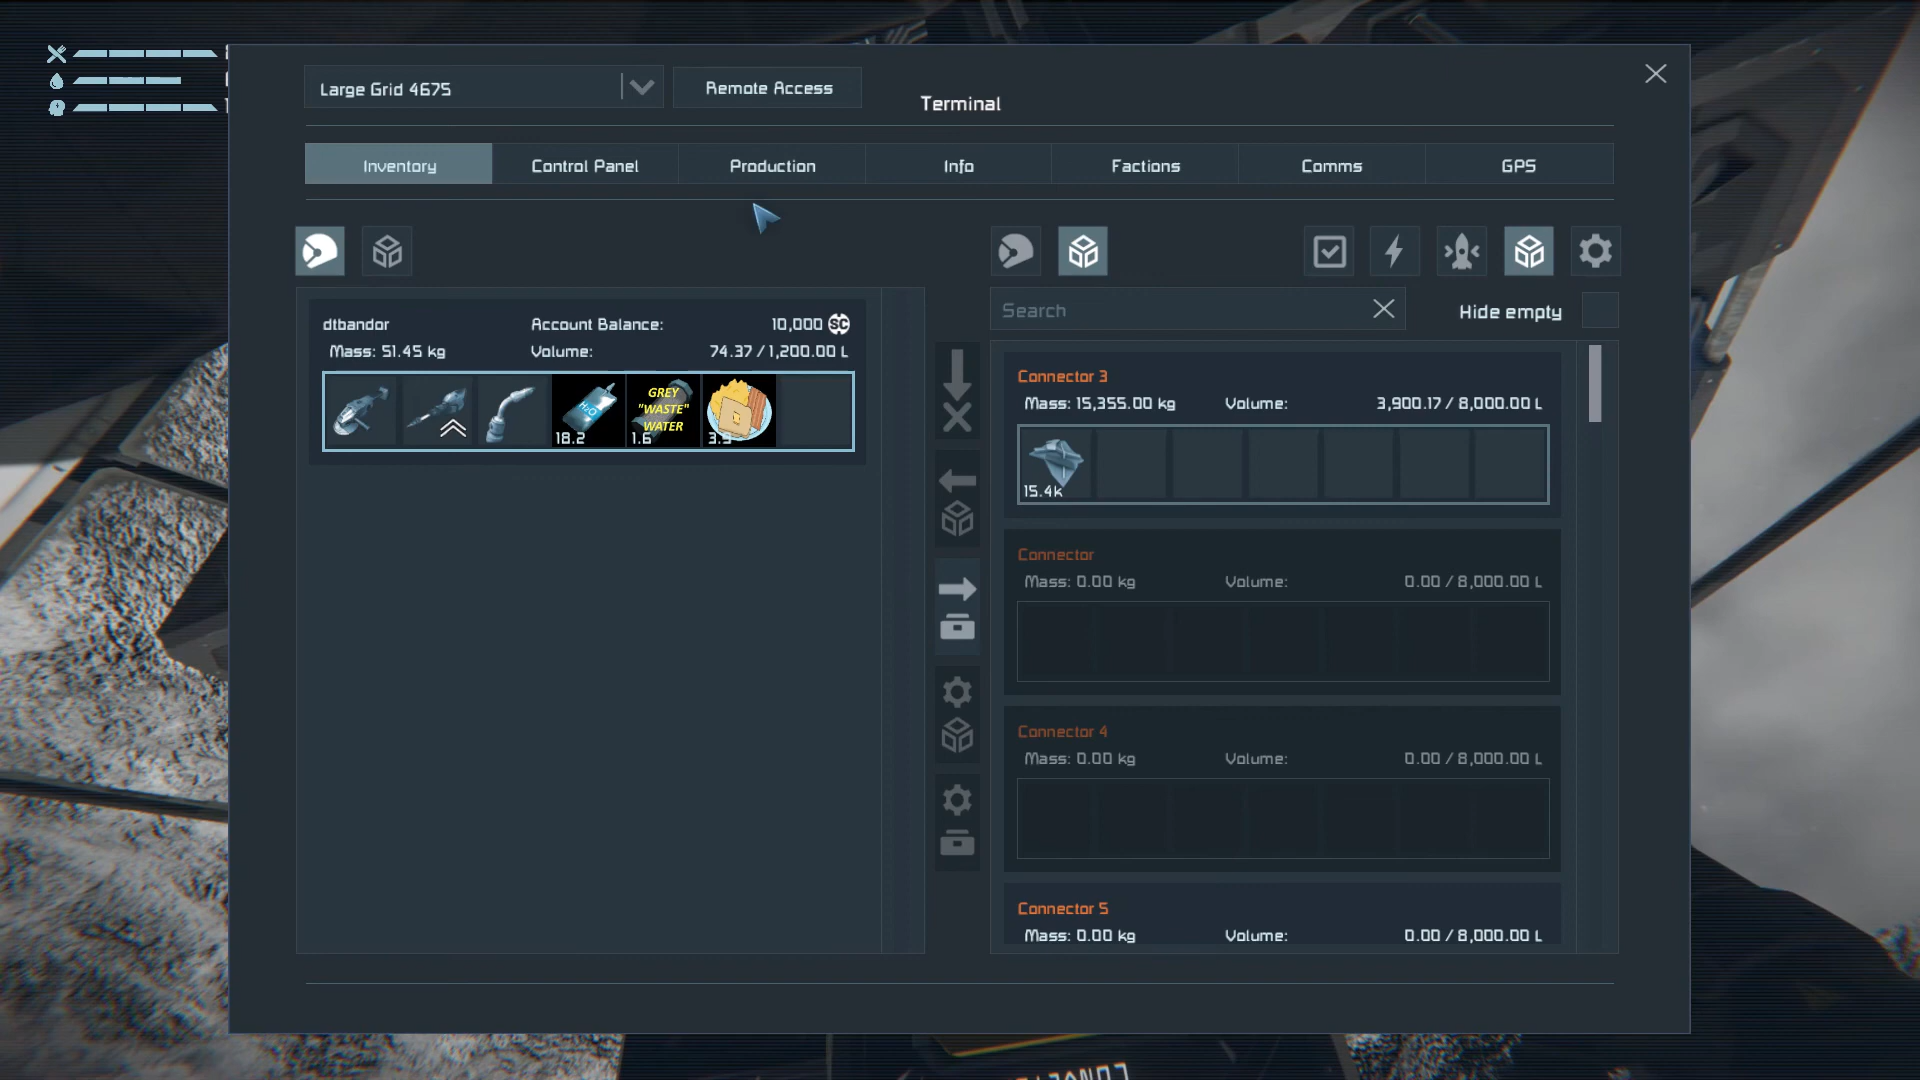 Large Grid 4675
Remote Access
Terminal
Inventory
Control Panel
Production
Info
Factions
Comms
GPS
Search
Hide empty
dtbandor
Account Balance:
10,000 SC
Mass: 51.45 kg
Volume:
74.37 / 1,200.00 L
H2O
18.2
GREY
"WASTE"
WATER
1.6
Connector 3
Mass: 15,355.00 kg
Volume:
3,900.17 / 8,000.00 L
15.4k
Connector
Mass: 0.00 kg
Volume:
0.00 / 8,000.00 L
Connector 4
Mass: 0.00 kg
Volume:
0.00 / 8,000.00 L
Connector 5
Mass: 0.00 kg
Volume:
0.00 / 8,000.00 L